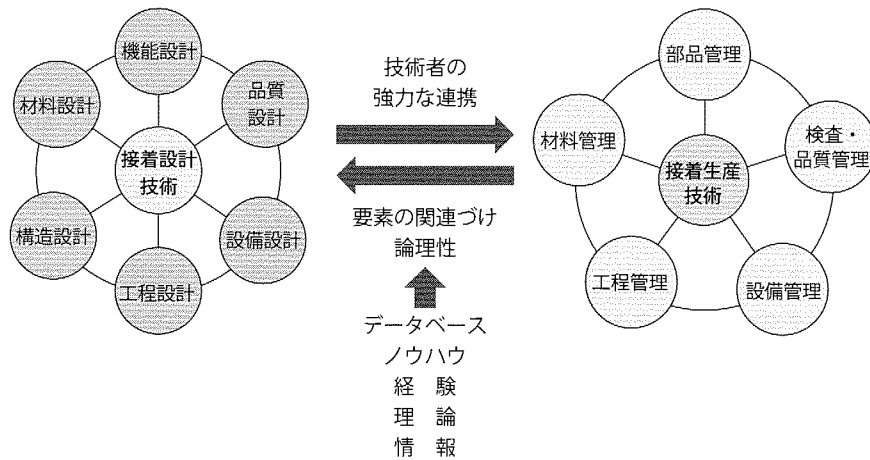 機能設計
品質
設計
設備設計
工程設計
構造設計
材料設計
接着設計
技術
技術者の
強力な連携
要素の関連づけ
論理性
データベース
ノウハウ
経　験
理　論
情　報
部品管理
検査・
品質管理
設備管理
工程管理
材料管理
接着生産
技術